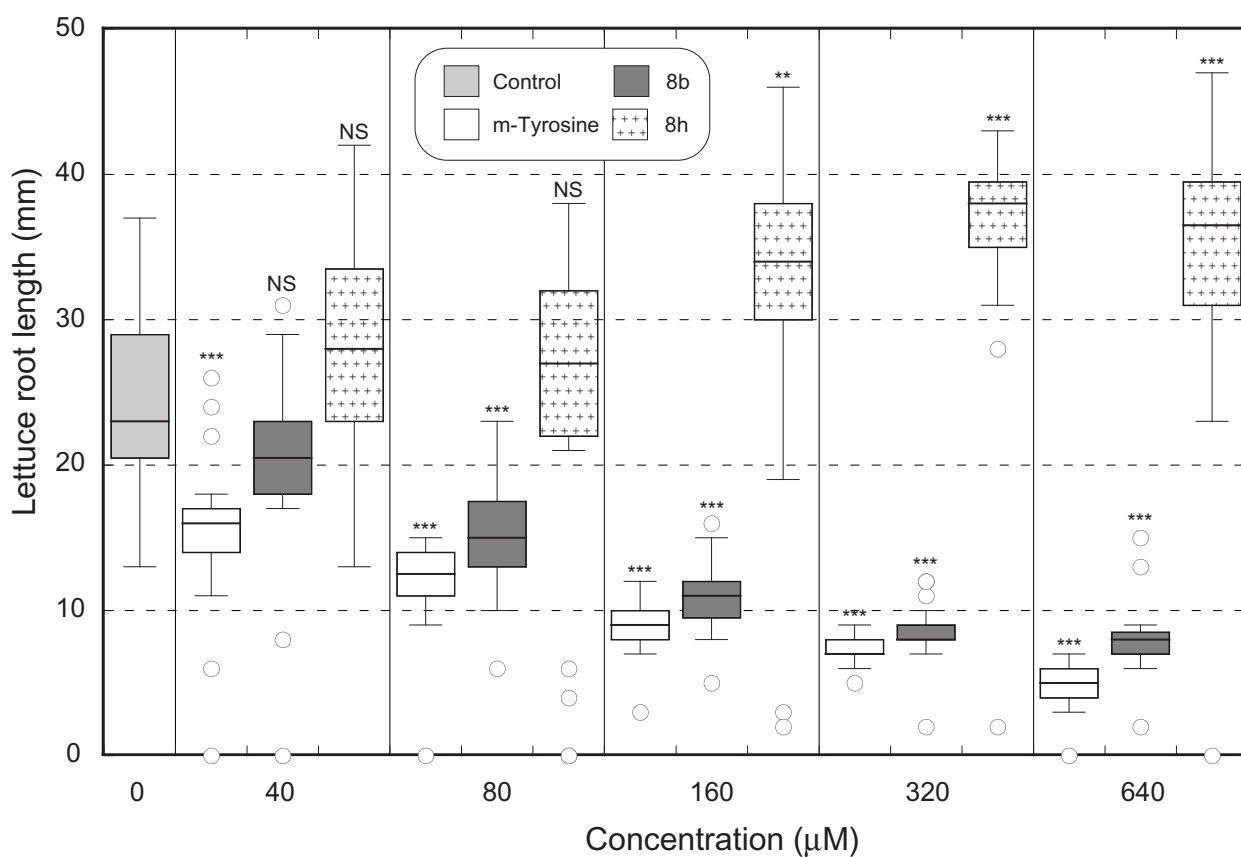 50
40
30
20
10
0
Lettuce root length (mm)
Control
8b
m-Tyrosine
8h
***
NS
NS
***
***
NS
***
***
**
***
***
***
***
***
***
0
40
80
160
320
640
Concentration (μM)